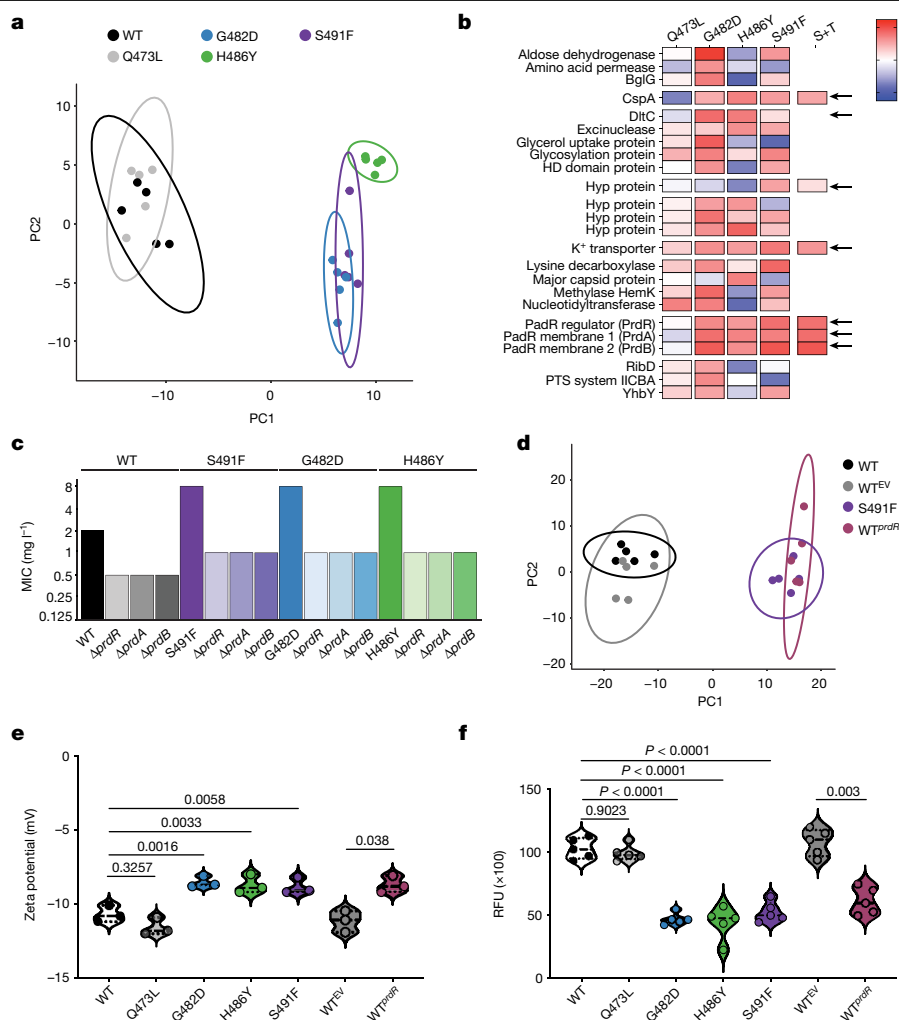 a
WT
G482D
S491F
Q473L
H486Y
10
5
0
−5
−10
PC2
−10
0
10
PC1
b
Q473L
G482D
H486Y
S491F
S+T
Aldose dehydrogenase
Amino acid permease
BglG
CspA
DltC
Excinuclease
Glycerol uptake protein
Glycosylation protein
HD domain protein
Hyp protein
Hyp protein
Hyp protein
Hyp protein
K+ transporter
Lysine decarboxylase
Major capsid protein
Methylase HemK
Nucleotidyltransferase
PadR regulator (PrdR)
PadR membrane 1 (PrdA)
PadR membrane 2 (PrdB)
RibD
PTS system IICBA
YhbY
c
WT
S491F
G482D
H486Y
8
4
2
1
0.5
0.25
0.125
MIC (mg l−1)
WT
ΔprdR
ΔprdA
ΔprdB
S491F
ΔprdR
ΔprdA
ΔprdB
G482D
ΔprdR
ΔprdA
ΔprdB
H486Y
ΔprdR
ΔprdA
ΔprdB
d
20
10
0
−10
−20
PC2
−20
−10
0
10
20
PC1
WT
WTEV
S491F
WTprdR
e
0
−5
−10
−15
Zeta potential (mV)
0.0058
0.0033
0.0016
0.3257
0.038
WT
Q473L
G482D
H486Y
S491F
WTEV
WTprdR
f
150
100
50
0
RFU (×100)
P < 0.0001
P < 0.0001
P < 0.0001
0.9023
0.003
WT
Q473L
G482D
H486Y
S491F
WTEV
WTprdR